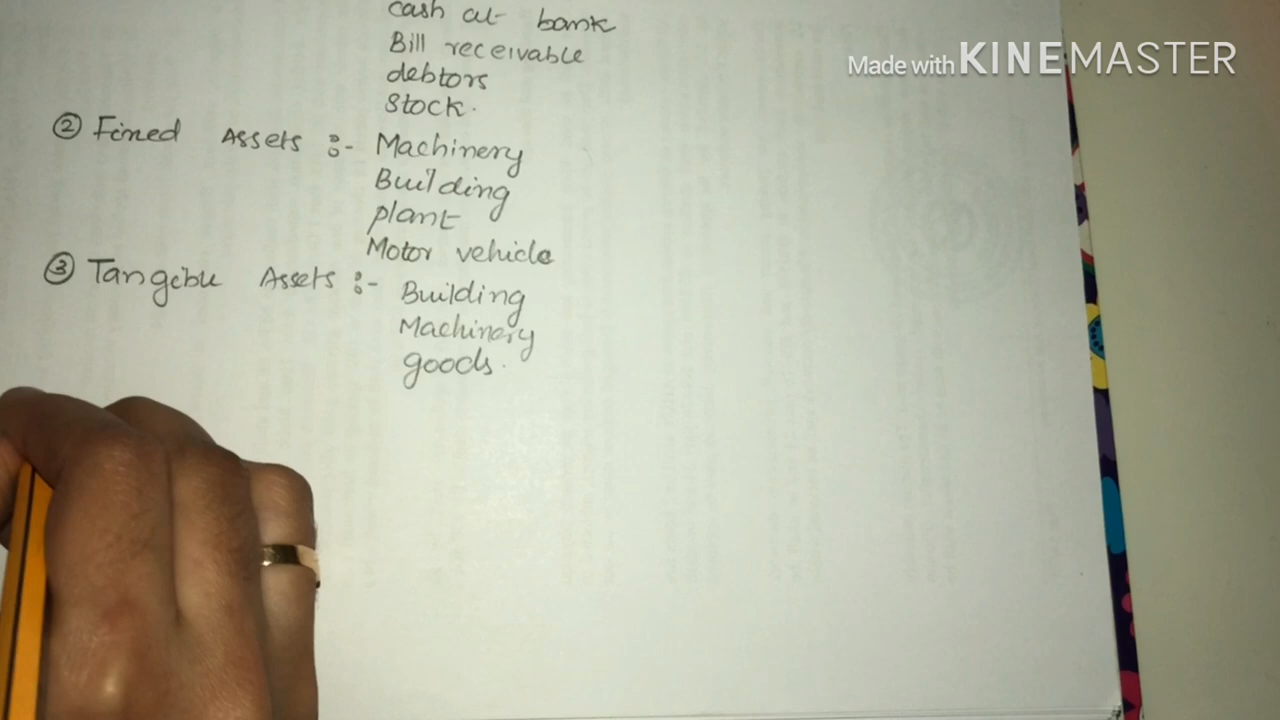 cash at bank
Made with KINEMASTER
Bill receivable
debtors
Stock.
② Fixed Assets :- Machinery
Building
plant
Motor vehicle
③ Tangible Assets :- Building
Machinery
goods.